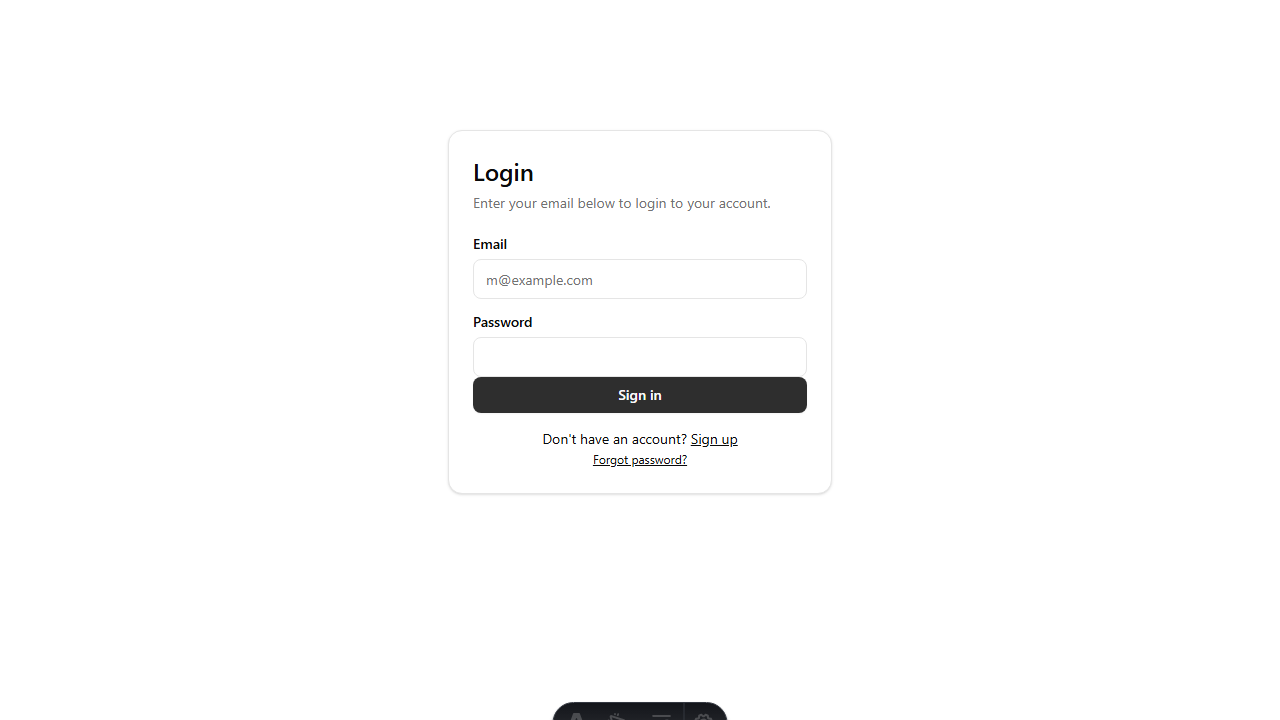 Login
Enter your email below to login to your account.
Email
m@example.com
Password
Sign in
Don't have an account? Sign up
Forgot password?